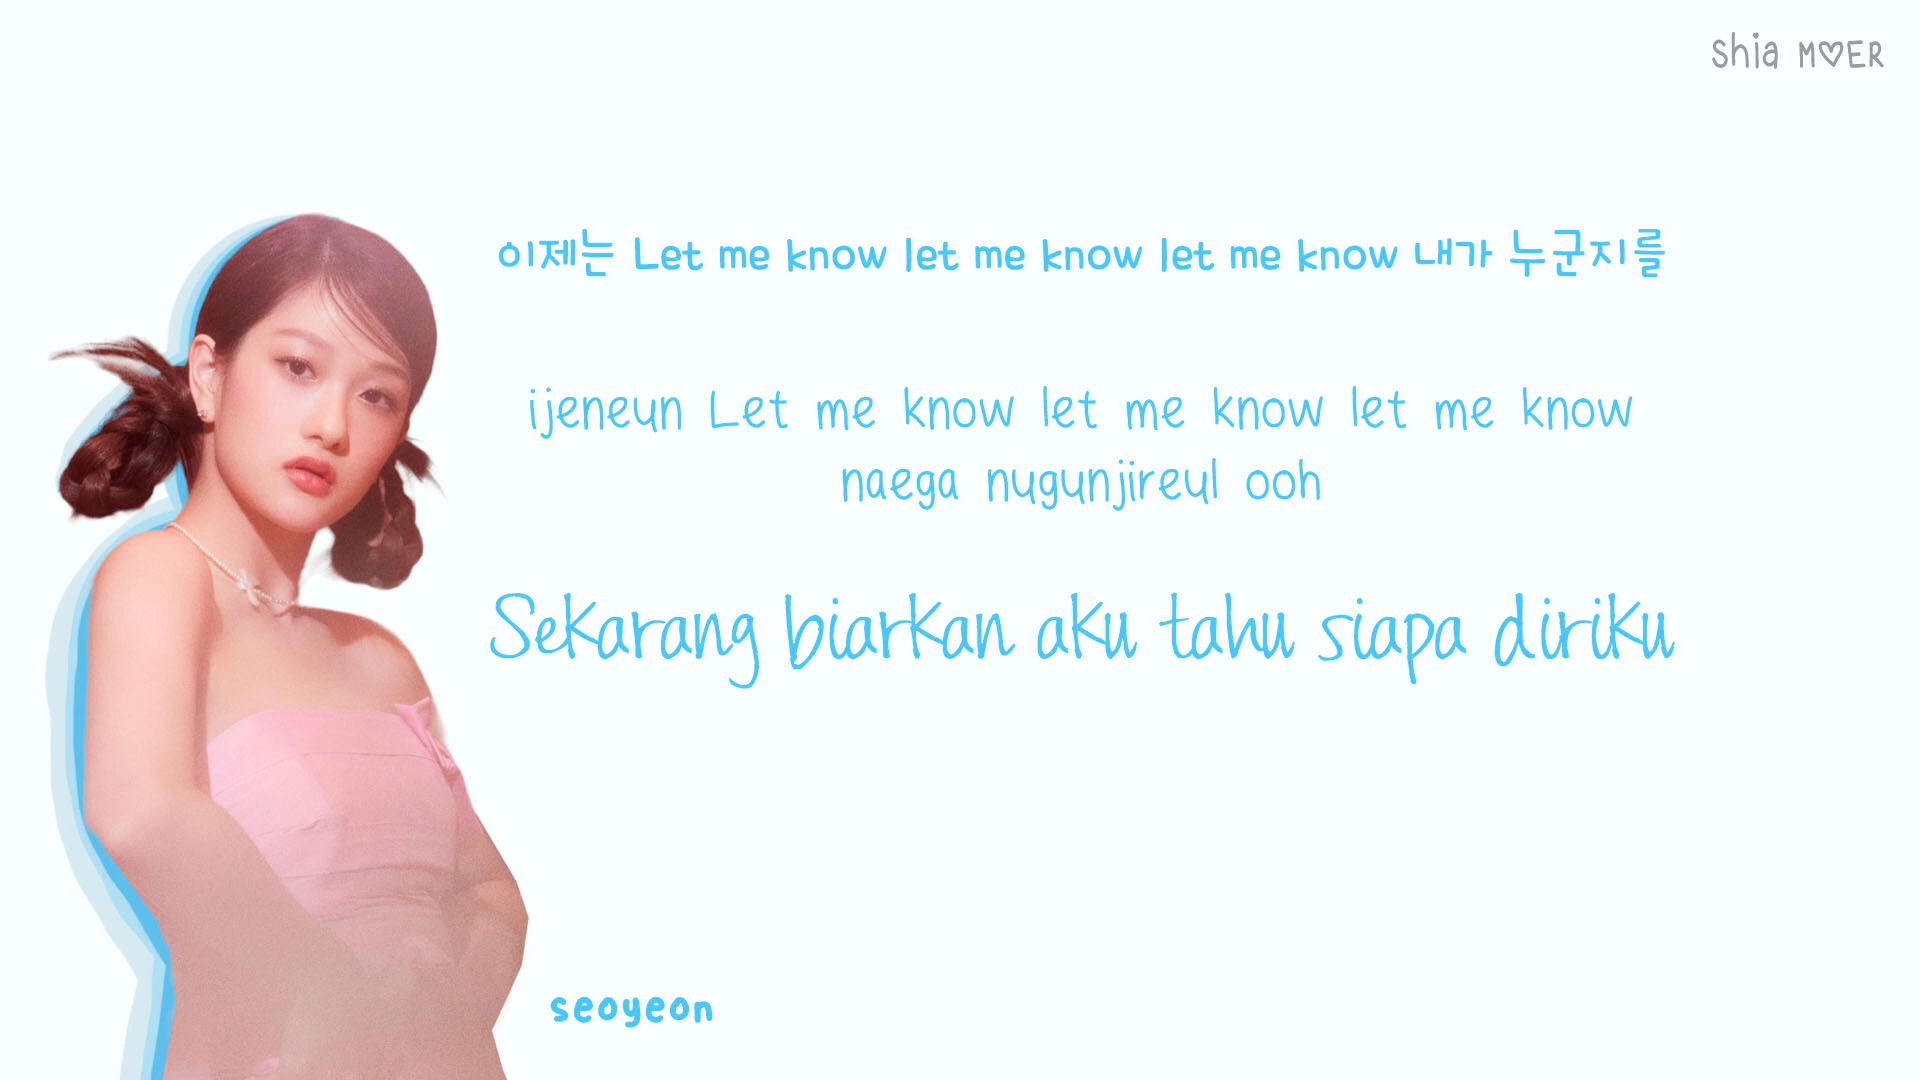 Shia M♡ER
이제는 Let me know let me know let me know 내가 누군지를
ijeneun Let me know let me know let me know
naega nugunjireul ooh
Sekarang biarkan aku tahu siapa diriku
seoyeon